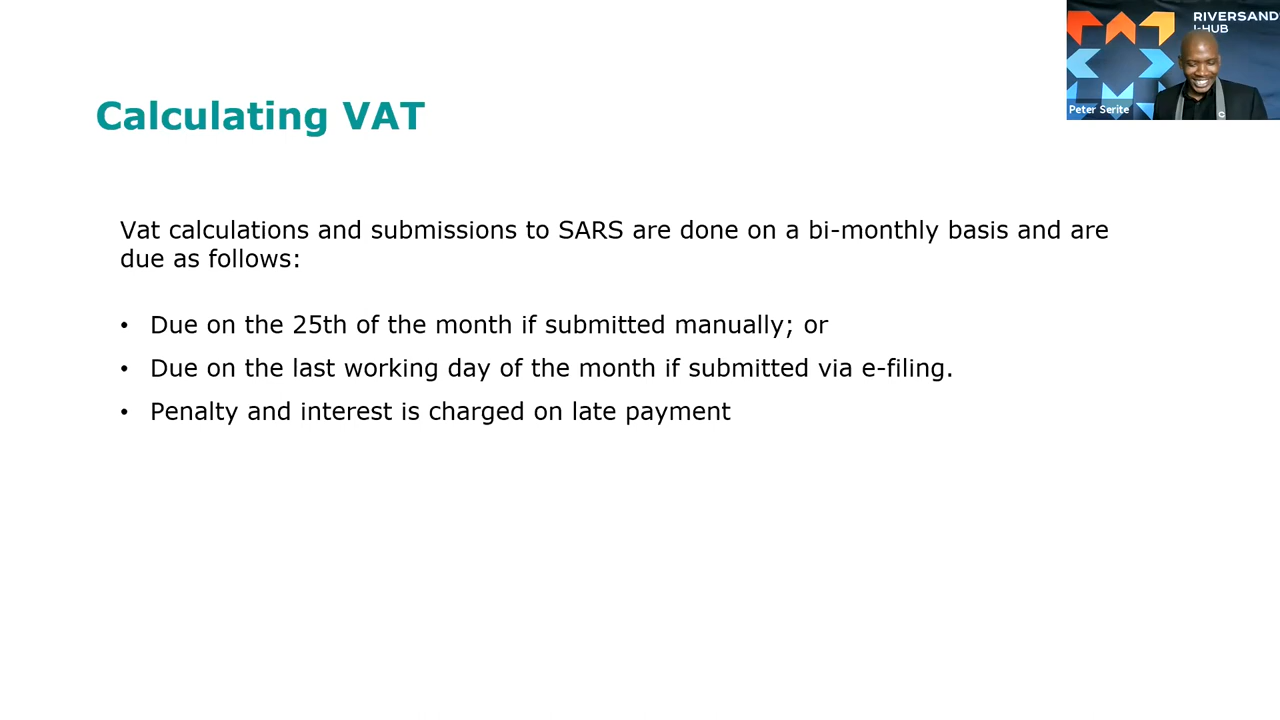 RIVERSAND
I-HUB
Peter Serite
Calculating VAT
Vat calculations and submissions to SARS are done on a bi-monthly basis and are
due as follows:
• Due on the 25th of the month if submitted manually; or
• Due on the last working day of the month if submitted via e-filing.
• Penalty and interest is charged on late payment